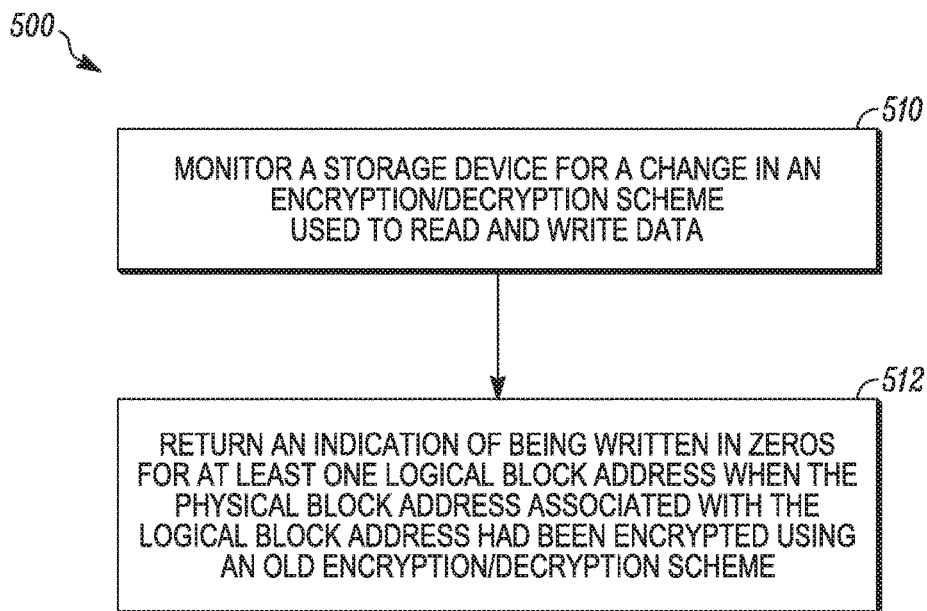 500
510
MONITOR A STORAGE DEVICE FOR A CHANGE IN AN
ENCRYPTION/DECRYPTION SCHEME
USED TO READ AND WRITE DATA
512
RETURN AN INDICATION OF BEING WRITTEN IN ZEROS
FOR AT LEAST ONE LOGICAL BLOCK ADDRESS WHEN THE
PHYSICAL BLOCK ADDRESS ASSOCIATED WITH THE
LOGICAL BLOCK ADDRESS HAD BEEN ENCRYPTED USING
AN OLD ENCRYPTION/DECRYPTION SCHEME